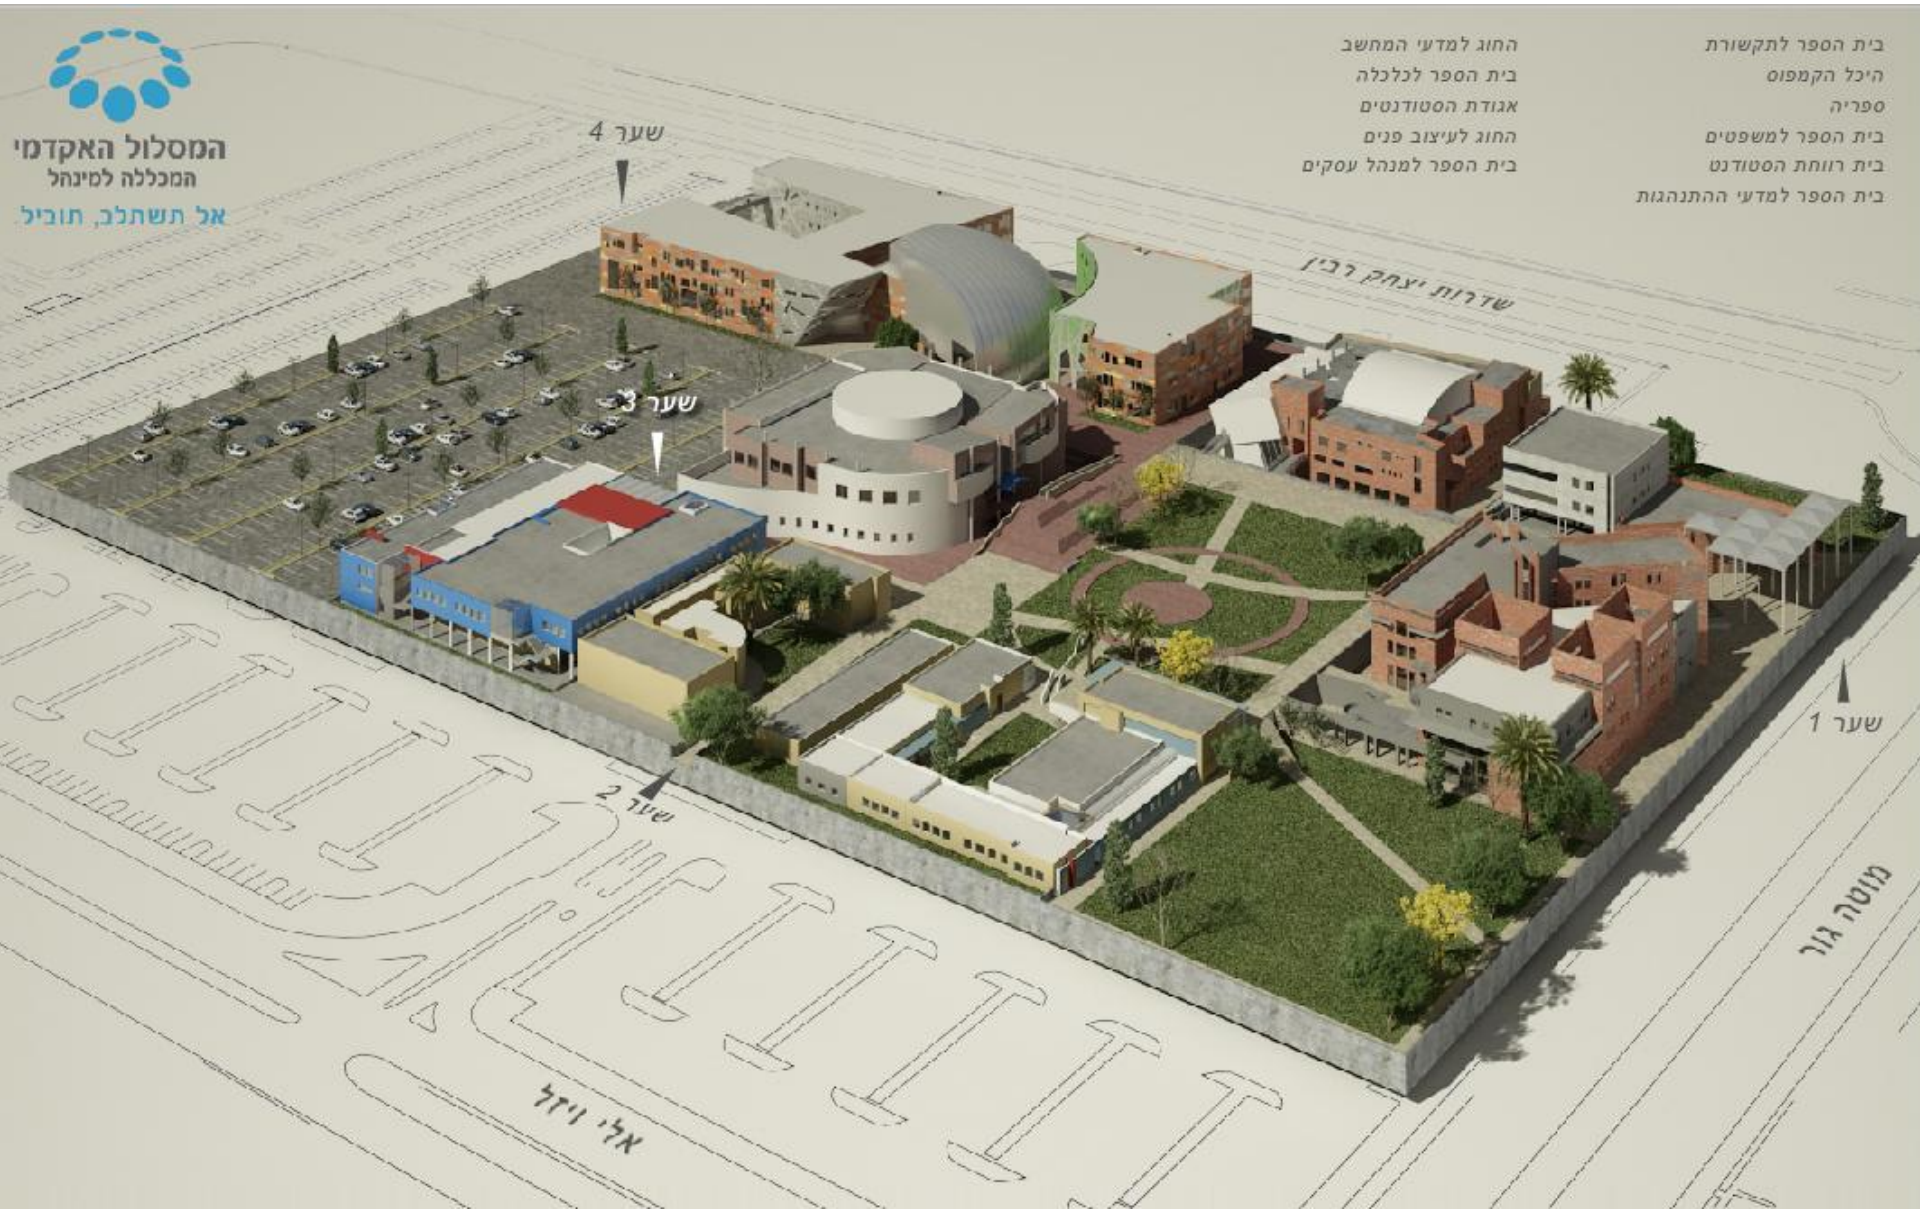 המסלול האקדמי
המכללה למינהל
אל תשתלב, תוביל.
בית הספר לתקשורת
היכל הקמפוס
ספריה
בית הספר למשפטים
בית רווחת הסטודנט
בית הספר למדעי ההתנהגות
החוג למדעי המחשב
בית הספר לכלכלה
אגודת הסטודנטים
החוג לעיצוב פנים
בית הספר למנהל עסקים
שער 4
שדרות יצחק רבין
שער 3
שער 1
שער 2
מוטה גור
אלי ויזל